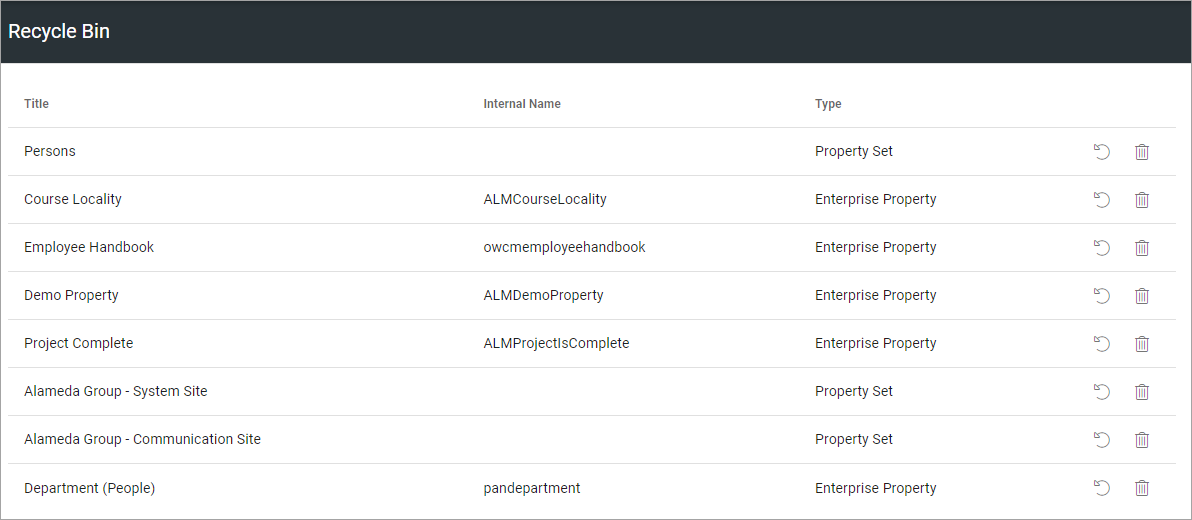 Recycle Bin
Title Internal Name Type
Persons Property Set
Course Locality ALMCourseLocality Enterprise Property
Employee Handbook owcmemployeehandbook Enterprise Property
Demo Property ALMDemoProperty Enterprise Property
Project Complete ALMProjectIsComplete Enterprise Property
Alameda Group - System Site Property Set
Alameda Group - Communication Site Property Set
Department (People) pandepartment Enterprise Property